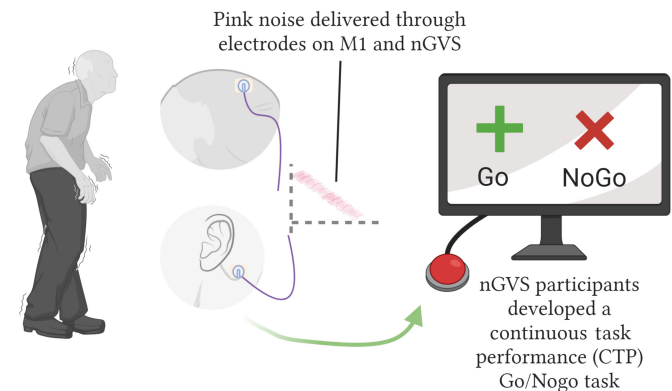 Pink noise delivered through
electrodes on M1 and nGVS
Go
NoGo
nGVS participants
developed a
continuous task
performance (CTP)
Go/Nogo task